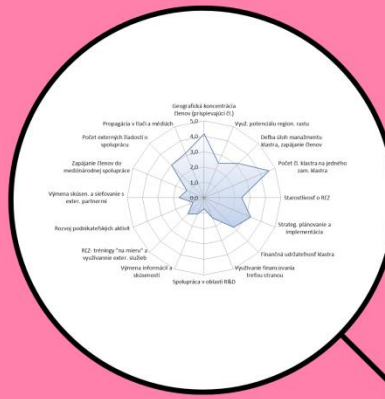 Geografická koncentrácia
členov (prispievajúci čl.)
5,0
4,0
3,0
2,0
1,0
0,0
Využ. potenciálu region. rastu
Deľba úloh manažmentu
klastra, zapájanie členov
Počet čl. klastra na jedného
zam. klastra
Starostlivosť o ĽZ
Strateg. plánovanie a
implementácia
Finančná udržateľnosť klastra
Využívanie financovania
treťou stranou
Spolupráca v oblasti R&D
Výmena informácií a
skúseností
ĽZ- tréningy "na mieru" a
využívanie exter. služieb
Rozvoj podnikateľských aktivít
Výmena skúsen. a sieťovanie s
exter. partnermi
Zapájanie členov do
medzinárodnej spolupráce
Počet externých žiadostí o
spoluprácu
Propagácia v tlači a médiách